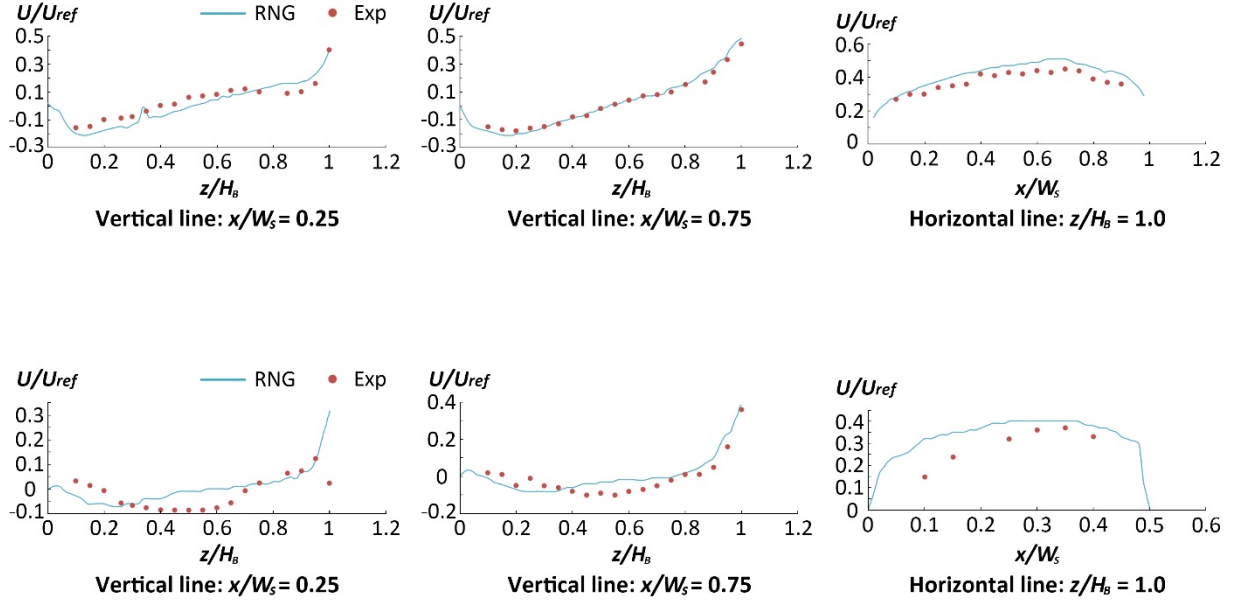 U/Uref
RNG
Exp
0.5
0.3
0.1
-0.1
-0.3
0 0.2 0.4 0.6 0.8 1 1.2
z/HB
Vertical line: x/Ws = 0.25
U/Uref
0.5
0.3
0.1
-0.1
-0.3
0 0.2 0.4 0.6 0.8 1 1.2
z/HB
Vertical line: x/Ws = 0.75
U/Uref
0.6
0.4
0.2
0
0 0.2 0.4 0.6 0.8 1 1.2
x/Ws
Horizontal line: z/HB = 1.0
U/Uref
RNG
Exp
0.3
0.2
0.1
0
-0.1
0 0.2 0.4 0.6 0.8 1 1.2
z/HB
Vertical line: x/Ws = 0.25
U/Uref
0.4
0.2
0
-0.2
0 0.2 0.4 0.6 0.8 1 1.2
z/HB
Vertical line: x/Ws = 0.75
U/Uref
0.4
0.3
0.2
0.1
0
0 0.1 0.2 0.3 0.4 0.5 0.6
x/Ws
Horizontal line: z/HB = 1.0